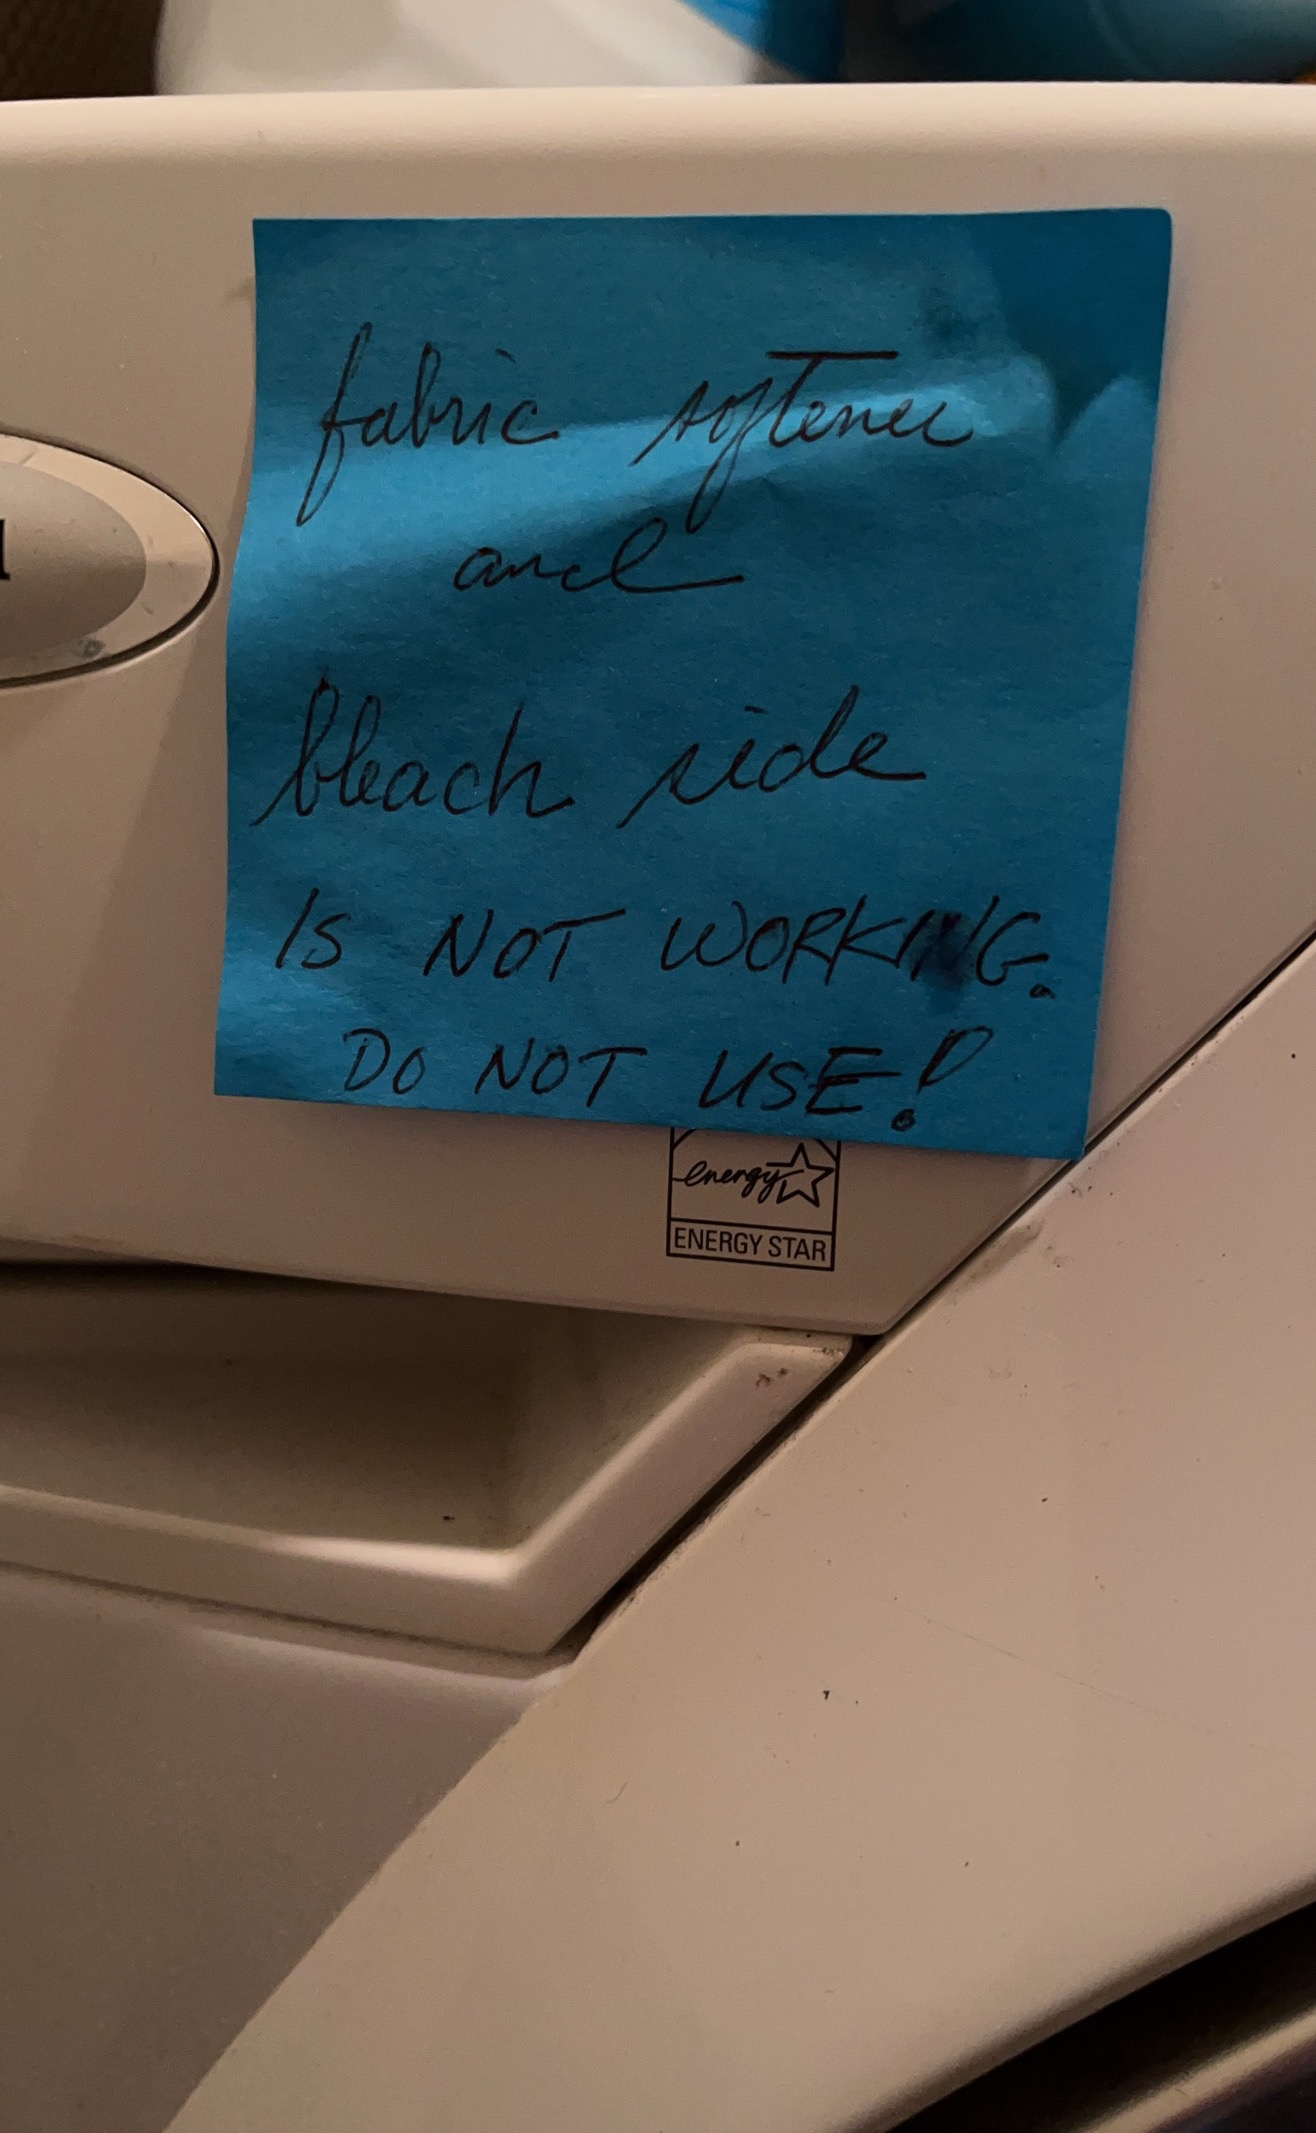 fabric softener
and
bleach side
IS NOT WORKING.
DO NOT USE!
energy
ENERGY STAR